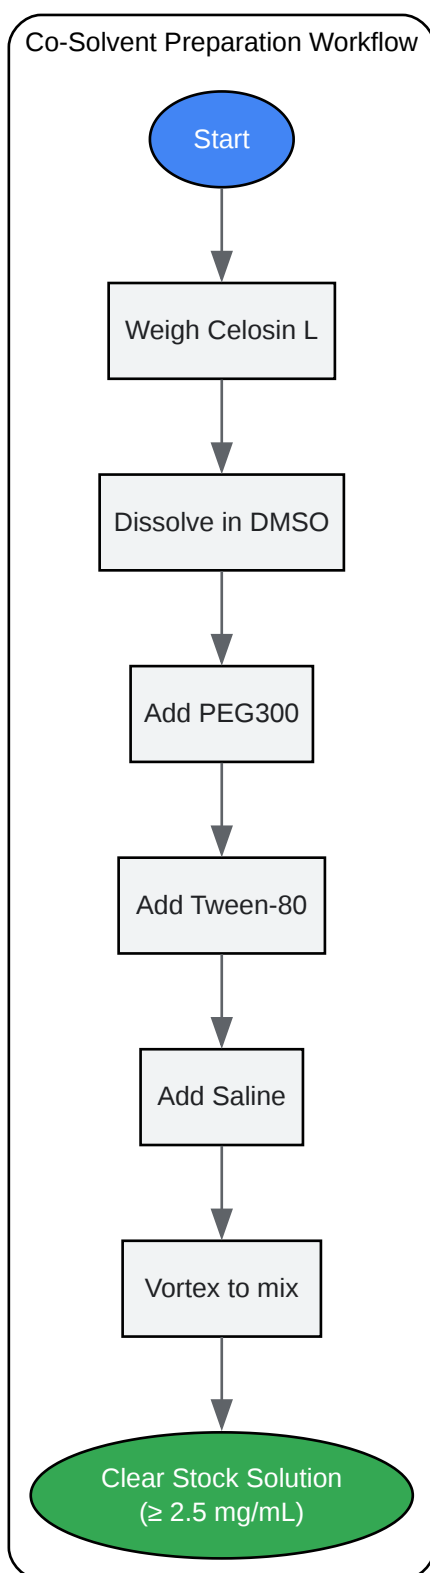 Co-Solvent Preparation Workflow
Start
Weigh Celosin L
Dissolve in DMSO
Add PEG300
Add Tween-80
Add Saline
Vortex to mix
Clear Stock Solution
(≥ 2.5 mg/mL)